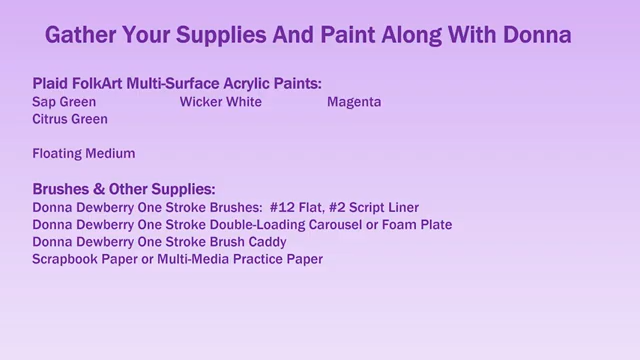 Gather Your Supplies And Paint Along With Donna
Plaid FolkArt Multi-Surface Acrylic Paints:
Sap Green Wicker White Magenta
Citrus Green
Floating Medium
Brushes & Other Supplies:
Donna Dewberry One Stroke Brushes: #12 Flat, #2 Script Liner
Donna Dewberry One Stroke Double-Loading Carousel or Foam Plate
Donna Dewberry One Stroke Brush Caddy
Scrapbook Paper or Multi-Media Practice Paper